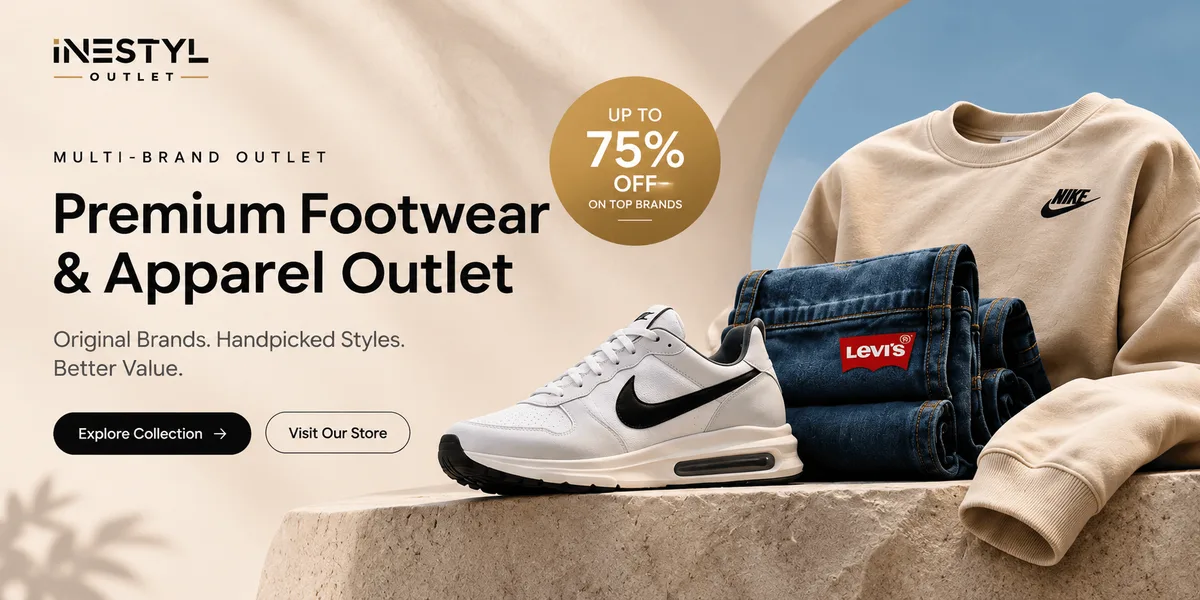 iNESTYL
OUTLET
MULTI-BRAND OUTLET
Premium Footwear
& Apparel Outlet
Original Brands. Handpicked Styles.
Better Value.
Explore Collection →
Visit Our Store
UP TO
75%
OFF
ON TOP BRANDS
NIKE
LEVI'S®